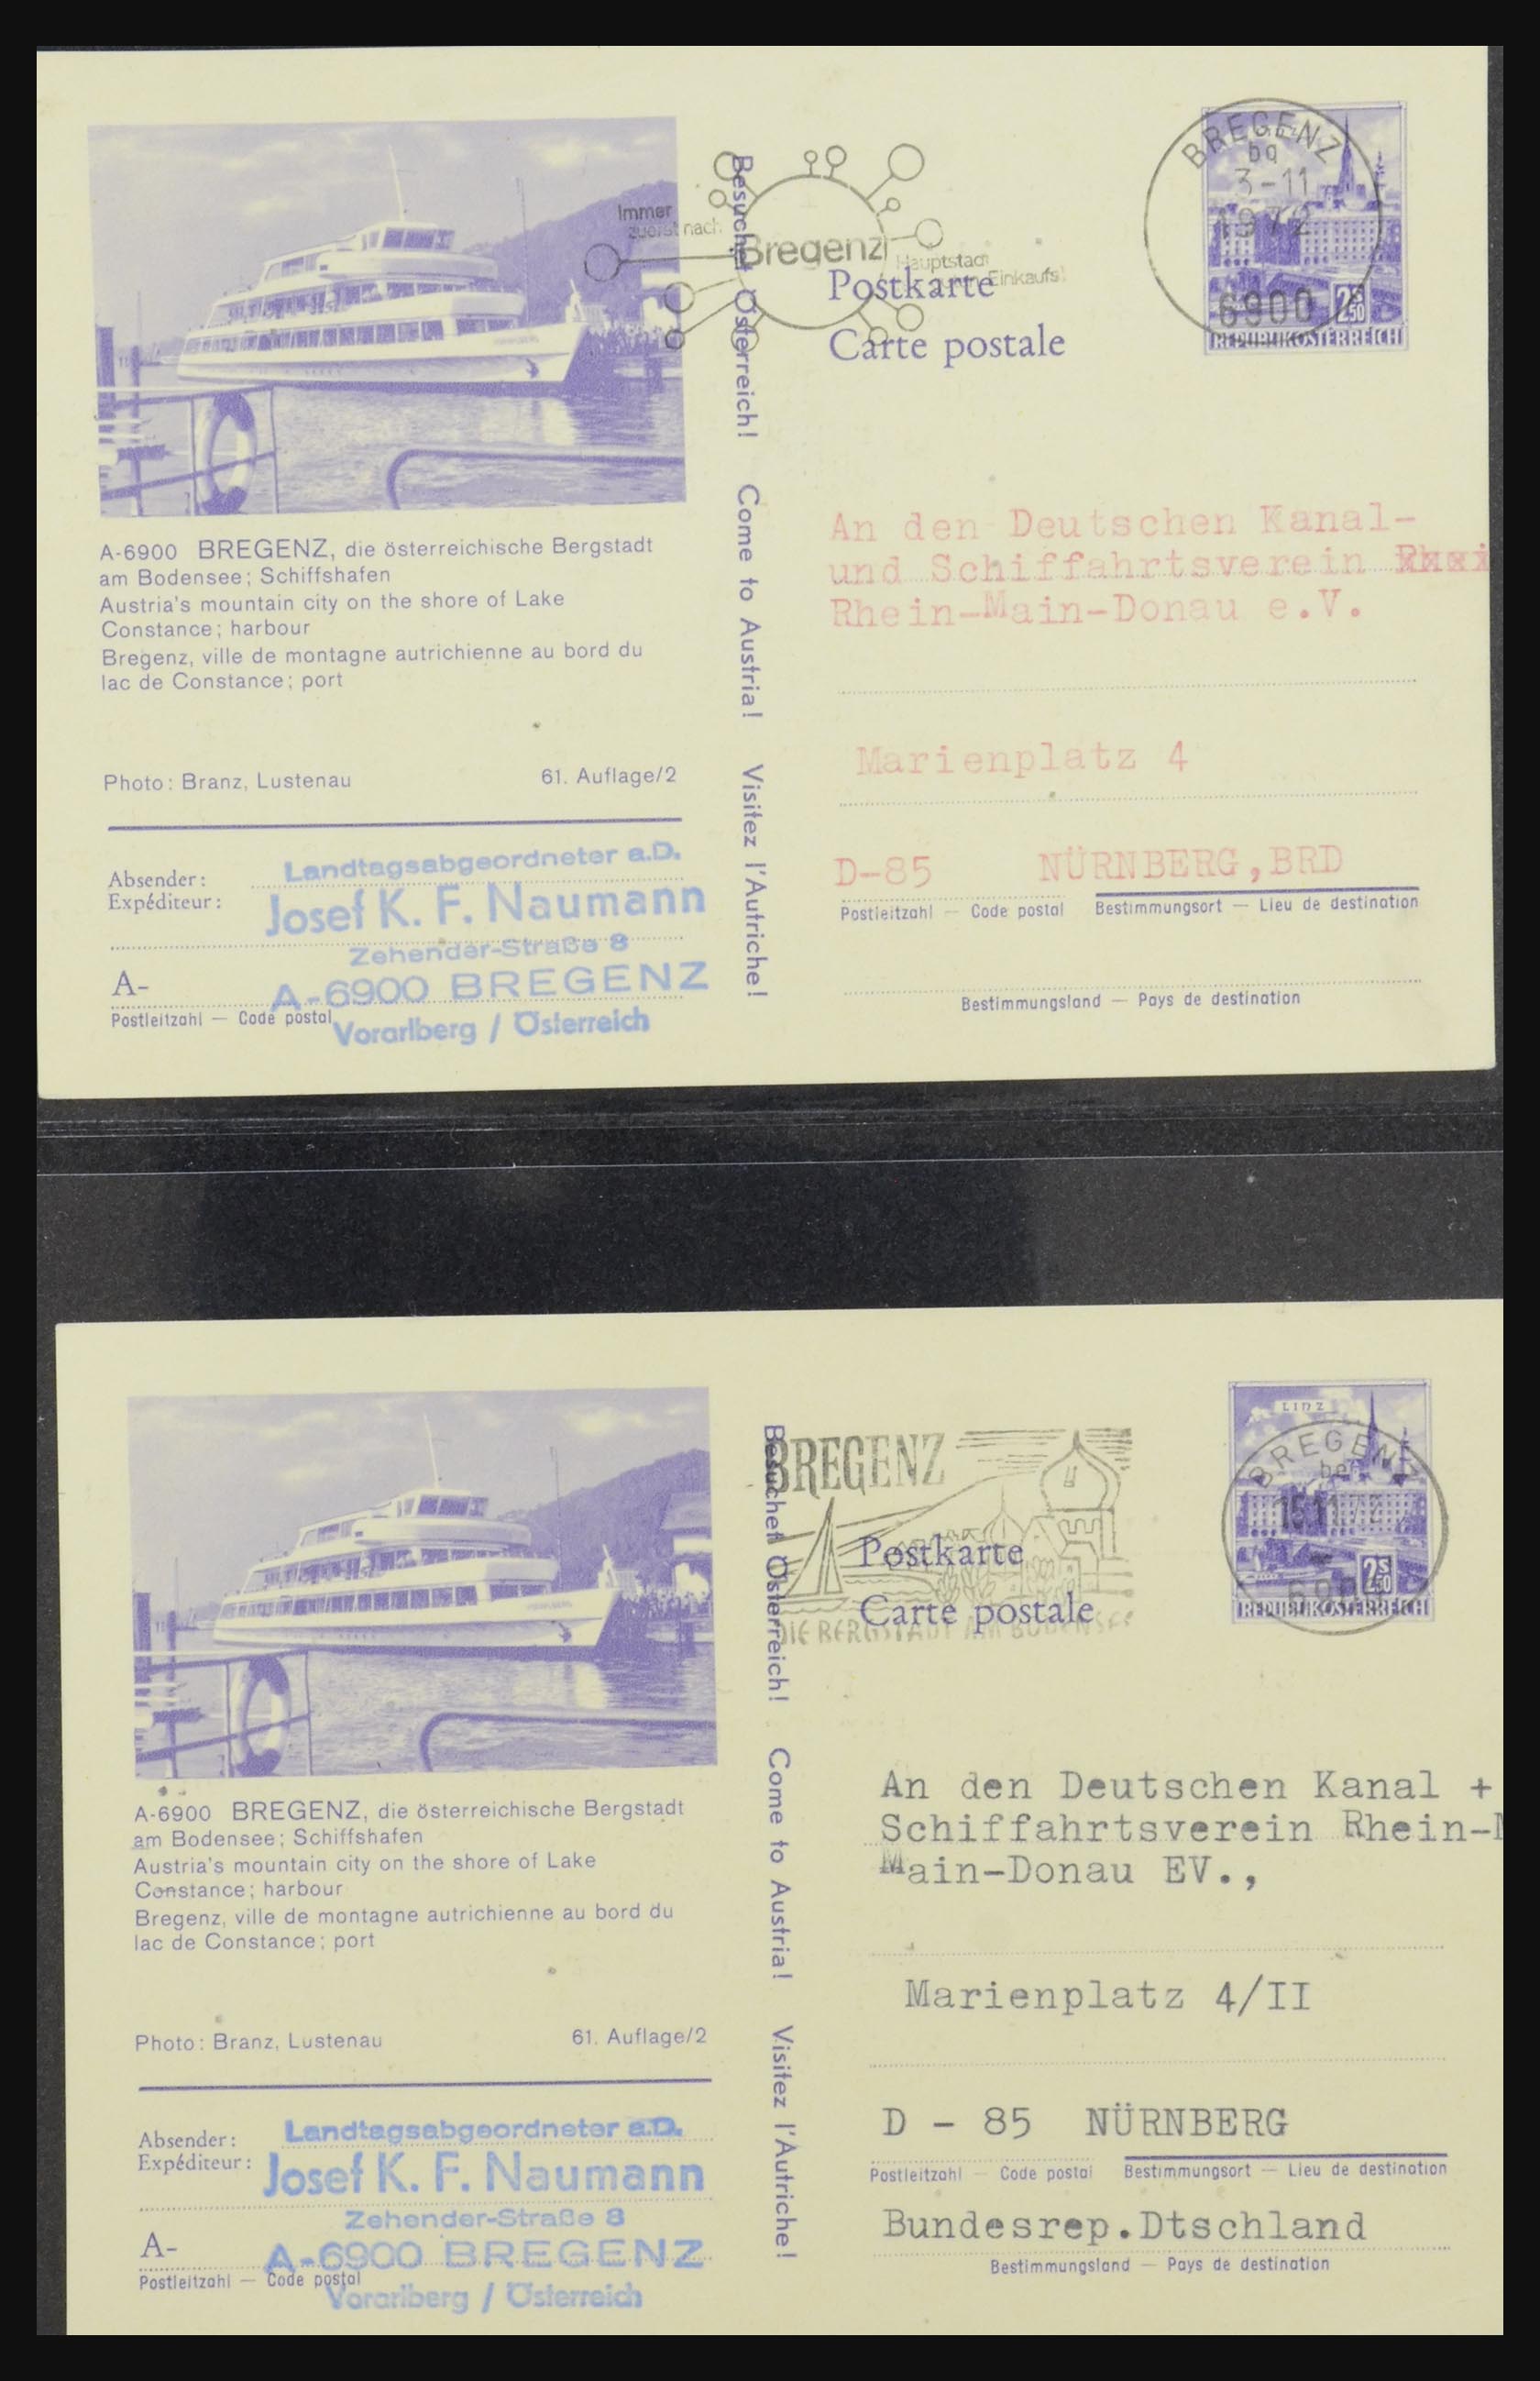 Immer
zuerst nach
Bregenz
Hauptstadt
Einkaufs
Postkarte
Carte postale
BREGENZ
3-11
1972
6900
2S 50
REPUBLIK ÖSTERREICH
Besuchet Österreich! Come to Austria! Visitez l'Autriche!
A-6900 BREGENZ, die österreichische Bergstadt
am Bodensee; Schiffshafen
Austria's mountain city on the shore of Lake
Constance; harbour
Bregenz, ville de montagne autrichienne au bord du
lac de Constance; port
Photo: Branz, Lustenau 61. Auflage/2
Absender:
Expéditeur:
A-
Postleitzahl — Code postal
Landtagsabgeordneter a.D.
Josef K. F. Naumann
Zehender-Straße 8
A-6900 BREGENZ
Vorarlberg / Österreich
An den Deutschen Kanal-
und Schiffahrtsverein
Rhein-Main-Donau e.V.
Marienplatz 4
D-85 NÜRNBERG,BRD
Postleitzahl — Code postal Bestimmungsort — Lieu de destination
Bestimmungsland — Pays de destination
BREGENZ
DIE BERGSTADT AM BODENSEE
Postkarte
Carte postale
LINZ
BREGENZ
15.11.72
2S 50
REPUBLIK ÖSTERREICH
Besuchet Österreich! Come to Austria! Visitez l'Autriche!
A-6900 BREGENZ, die österreichische Bergstadt
am Bodensee; Schiffshafen
Austria's mountain city on the shore of Lake
Constance; harbour
Bregenz, ville de montagne autrichienne au bord du
lac de Constance; port
Photo: Branz, Lustenau 61. Auflage/2
Absender:
Expéditeur:
A-
Postleitzahl — Code postal
Landtagsabgeordneter a.D.
Josef K. F. Naumann
Zehender-Straße 8
A-6900 BREGENZ
Vorarlberg / Österreich
An den Deutschen Kanal +
Schiffahrtsverein Rhein-
Main-Donau EV.,
Marienplatz 4/II
D - 85 NÜRNBERG
Postleitzahl — Code postal Bestimmungsort — Lieu de destination
Bundesrep.Dtschland
Bestimmungsland — Pays de destination